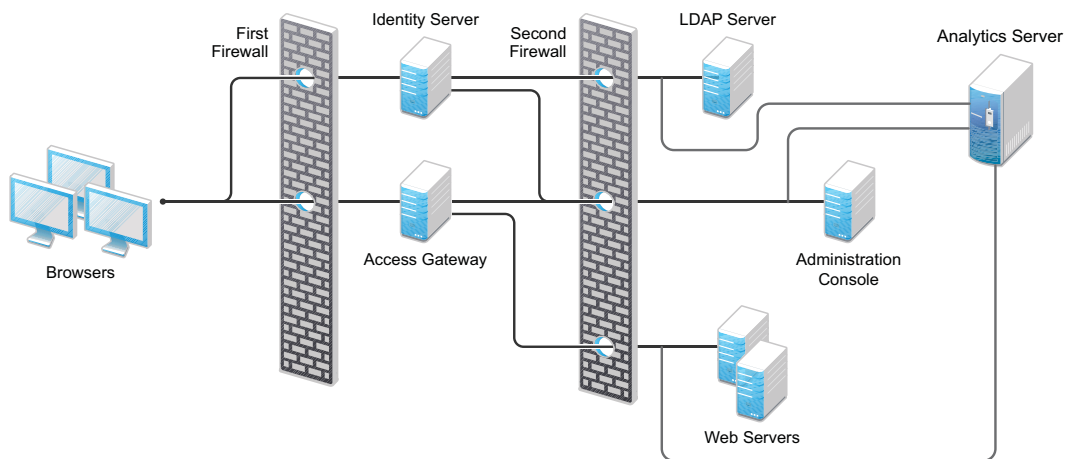 First
Firewall
Identity Server
Second
Firewall
LDAP Server
Analytics Server
Browsers
Access Gateway
Administration
Console
Web Servers